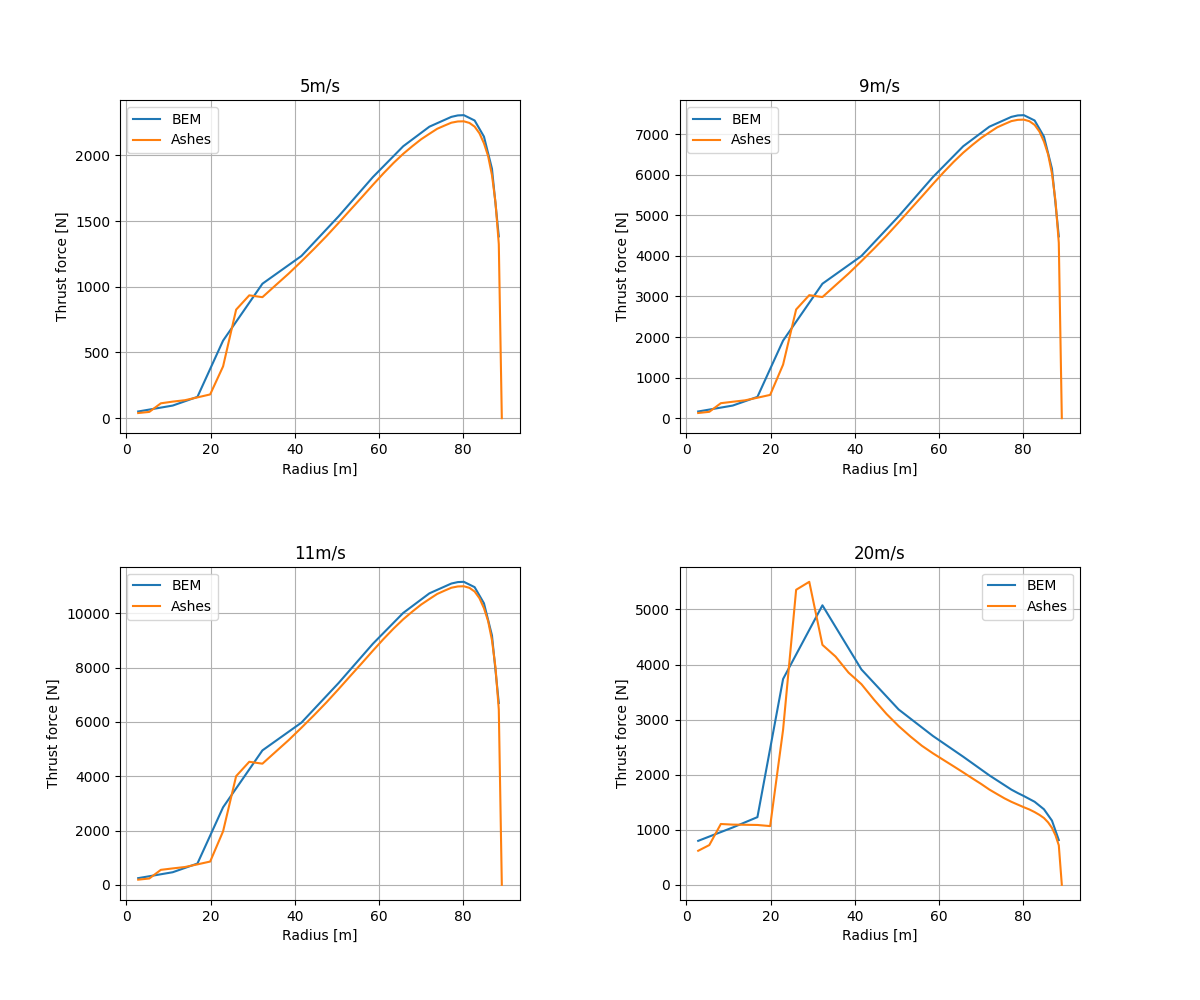 5m/s
BEM
Ashes
Thrust force [N]
2000
1500
1000
500
0
0 20 40 60 80
Radius [m]
9m/s
BEM
Ashes
Thrust force [N]
7000
6000
5000
4000
3000
2000
1000
0
0 20 40 60 80
Radius [m]
11m/s
BEM
Ashes
Thrust force [N]
10000
8000
6000
4000
2000
0
0 20 40 60 80
Radius [m]
20m/s
BEM
Ashes
Thrust force [N]
5000
4000
3000
2000
1000
0
0 20 40 60 80
Radius [m]